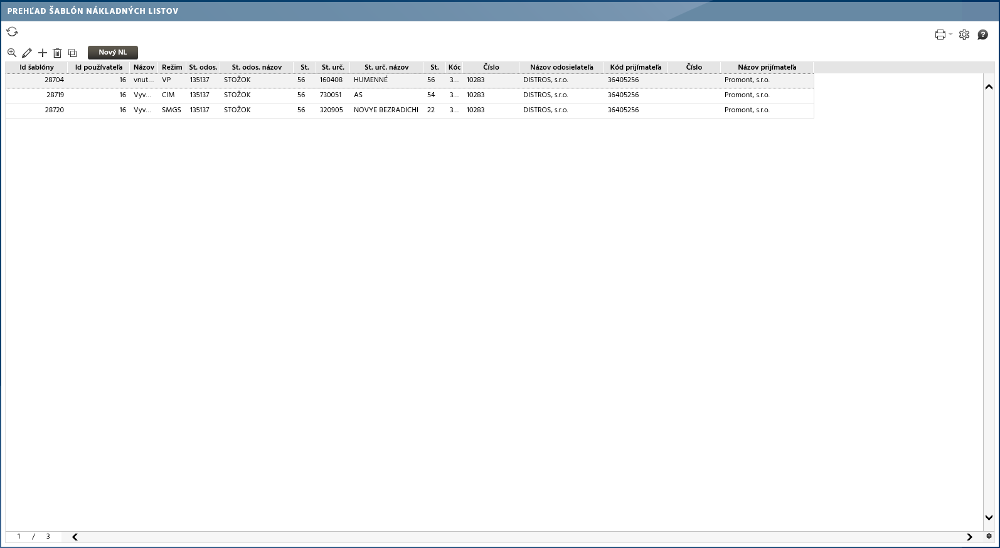 PREHĽAD ŠABLÓN NÁKLADNÝCH LISTOV
?
Nový NL
Id šablóny Id používateľa Názov Režim St. odos. St. odos. názov St. St. urč. St. urč. názov St. Kóc Číslo Názov odosielateľa Kód prijímateľa Číslo Názov prijímateľa
28704 16 vnut... VP 135137 STOŽOK 56 160408 HUMENNÉ 56 3... 10283 DISTROS, s.r.o. 36405256 Promont, s.r.o.
28719 16 Vyv... CIM 135137 STOŽOK 56 730051 AS 54 3... 10283 DISTROS, s.r.o. 36405256 Promont, s.r.o.
28720 16 Vyv... SMGS 135137 STOŽOK 56 320905 NOVYE BEZRADICHI 22 3... 10283 DISTROS, s.r.o. 36405256 Promont, s.r.o.
1 / 3